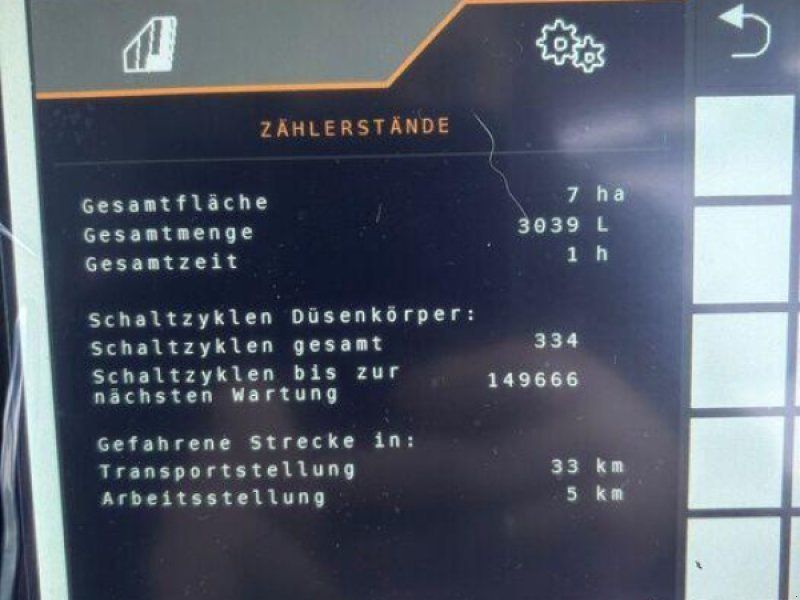 ZÄHLERSTÄNDE
Gesamtfläche 7 ha
Gesamtmenge 3039 L
Gesamtzeit 1 h
Schaltzyklen Düsenkörper:
Schaltzyklen gesamt 334
Schaltzyklen bis zur
nächsten Wartung 149666
Gefahrene Strecke in:
Transportstellung 33 km
Arbeitsstellung 5 km